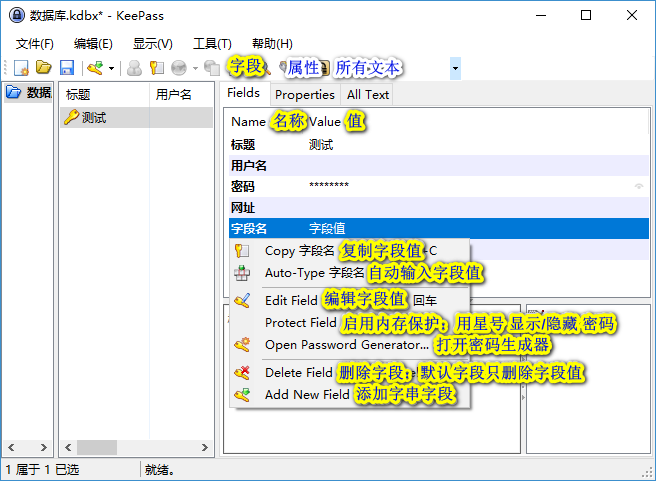 数据库.kdbx* - KeePass
文件(F) 编辑(E) 显示(V) 工具(T) 帮助(H)
字段 属性 所有文本
数据
标题 用户名
测试
Fields Properties All Text
Name 名称 Value 值
标题 测试
用户名
密码 ********
网址
字段名 字段值
Copy 字段名 复制字段值 +C
Auto-Type 字段名 自动输入字段值
Edit Field 编辑字段值 回车
Protect Field 启用内存保护；用星号 显示/隐藏 密码
Open Password Generator... 打开密码生成器
Delete Field 删除字段；默认字段只删除字段值
Add New Field 添加字串字段
1 属于 1 已选 就绪。